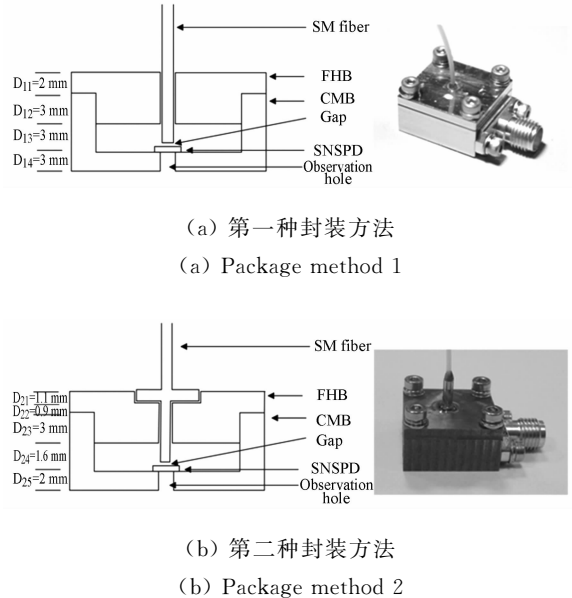 SM fiber
D11=2 mm
FHB
D12=3 mm
CMB
Gap
D13=3 mm
SNSPD
D14=3 mm
Observation
hole
(a) 第一种封装方法
(a) Package method 1
SM fiber
D21=1.1 mm
FHB
D22=0.9 mm
CMB
D23=3 mm
Gap
D24=1.6 mm
SNSPD
D25=2 mm
Observation
hole
(b) 第二种封装方法
(b) Package method 2